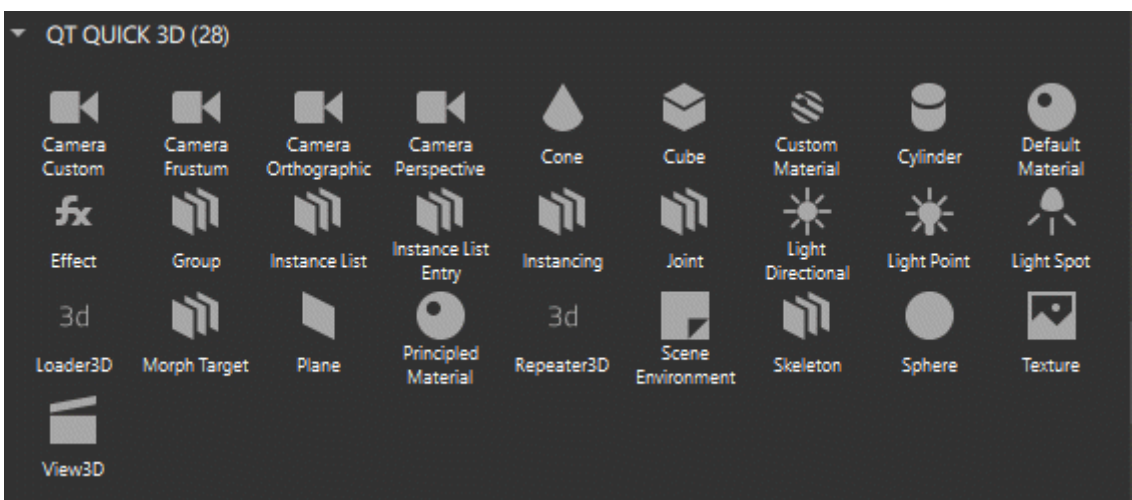 QT QUICK 3D (28)
Camera Custom
Camera Frustum
Camera Orthographic
Camera Perspective
Cone
Cube
Custom Material
Cylinder
Default Material
fx
Effect
Group
Instance List
Instance List Entry
Instancing
Joint
Light Directional
Light Point
Light Spot
3d
Loader3D
Morph Target
Plane
Principled Material
3d
Repeater3D
Scene Environment
Skeleton
Sphere
Texture
View3D